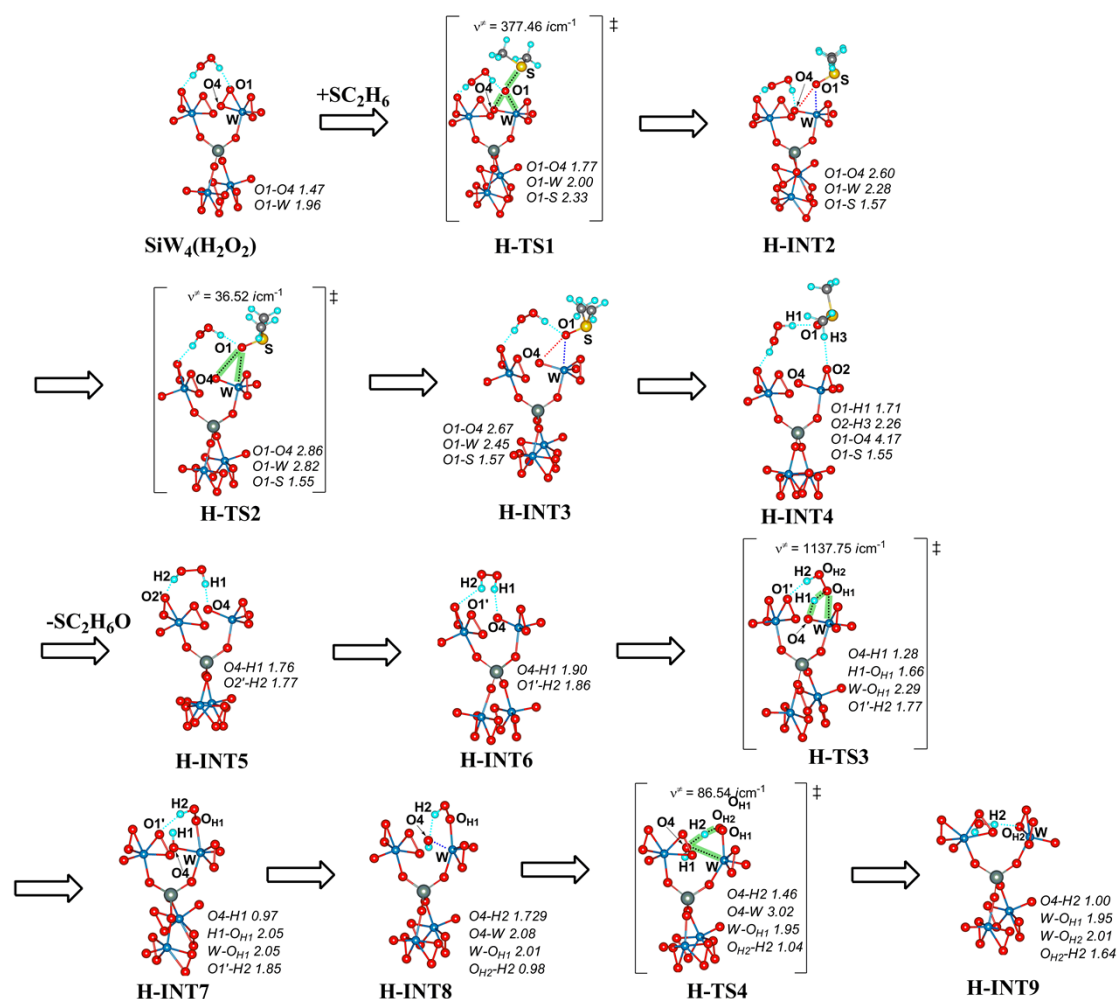 ν≠ = 377.46 icm-1
‡
O1
O4
W
O1-O4 1.47
O1-W 1.96
SiW4(H2O2)
+SC2H6
S
O4
O1
W
O1-O4 1.77
O1-W 2.00
O1-S 2.33
H-TS1
O4
S
O1
W
O1-O4 2.60
O1-W 2.28
O1-S 1.57
H-INT2
ν≠ = 36.52 icm-1
‡
O1
S
O4
W
O1-O4 2.86
O1-W 2.82
O1-S 1.55
H-TS2
O1
S
O4
W
O1-O4 2.67
O1-W 2.45
O1-S 1.57
H-INT3
H1
O1
H3
O2
O4
W
O1-H1 1.71
O2-H3 2.26
O1-O4 4.17
O1-S 1.55
H-INT4
-SC2H6O
H2
H1
O2'
O4
O4-H1 1.76
O2'-H2 1.77
H-INT5
H2
H1
O1'
O4
O4-H1 1.90
O1'-H2 1.86
H-INT6
ν≠ = 1137.75 icm-1
‡
H2
OH2
O1'
OH1
H1
W
O4
O4-H1 1.28
H1-OH1 1.66
W-OH1 2.29
O1'-H2 1.77
H-TS3
H2
O1'
OH1
H1
W
O4
O4-H1 0.97
H1-OH1 2.05
W-OH1 2.05
O1'-H2 1.85
H-INT7
H2
O4
OH1
W
O4-H2 1.729
O4-W 2.08
W-OH1 2.01
OH2-H2 0.98
H-INT8
ν≠ = 86.54 icm-1
‡
OH1
O4
H2
OH2
OH1
H1
W
O4-H2 1.46
O4-W 3.02
W-OH1 1.95
OH2-H2 1.04
H-TS4
H2
W
OH2
O4-H2 1.00
W-OH1 1.95
W-OH2 2.01
OH2-H2 1.64
H-INT9